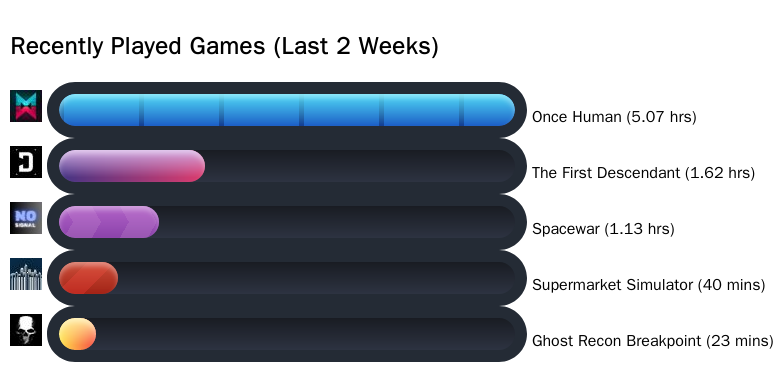 Recently Played Games (Last 2 Weeks)
Once Human (5.07 hrs)
The First Descendant (1.62 hrs)
NO
SIGNAL
Spacewar (1.13 hrs)
Supermarket Simulator (40 mins)
Ghost Recon Breakpoint (23 mins)